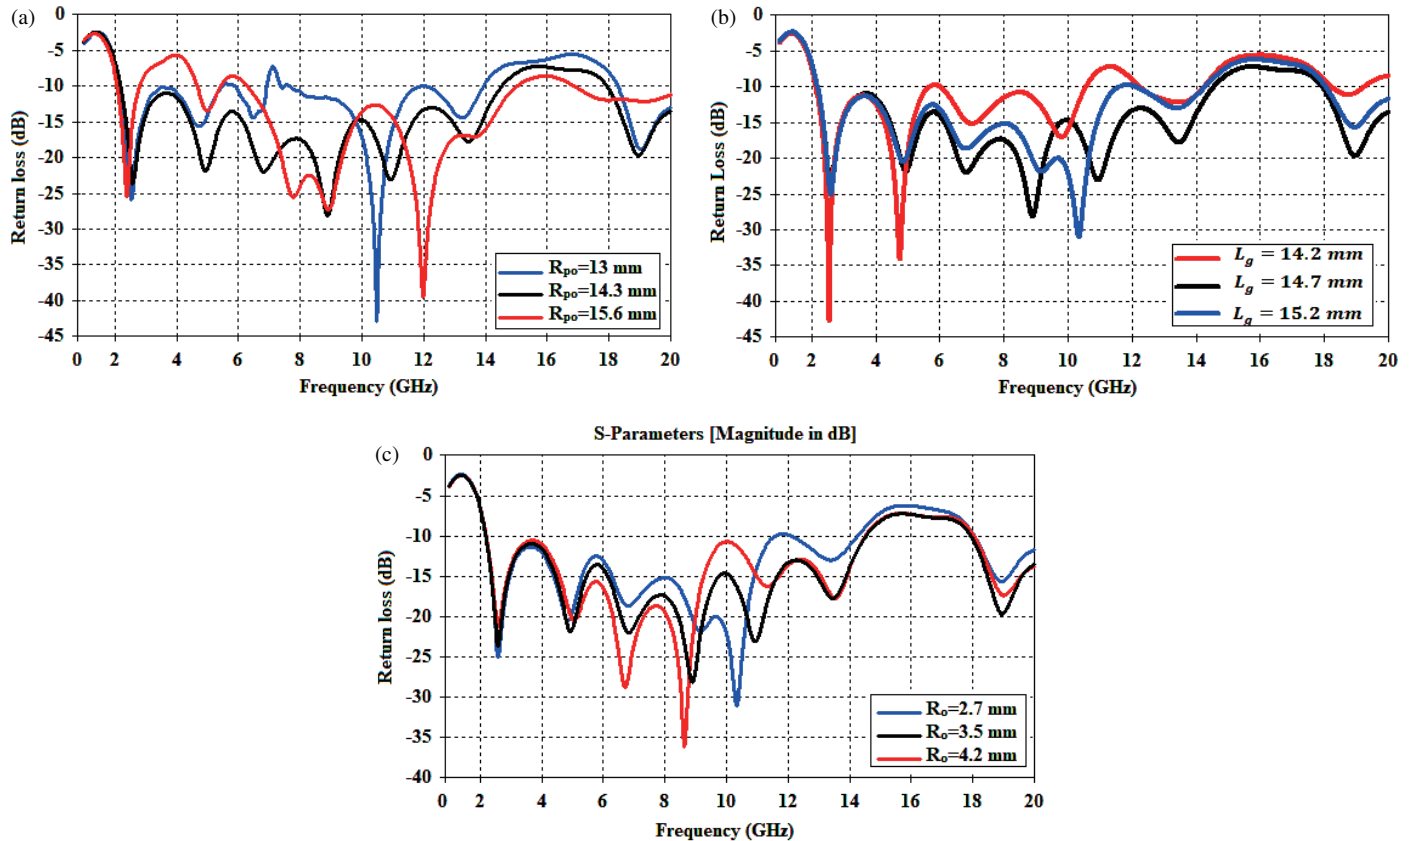 (a)
0
-5
-10
-15
-20
-25
-30
-35
-40
-45
Return loss (dB)
Rpo=13 mm
Rpo=14.3 mm
Rpo=15.6 mm
0 2 4 6 8 10 12 14 16 18 20
Frequency (GHz)
(b)
0
-5
-10
-15
-20
-25
-30
-35
-40
-45
Return Loss (dB)
Lg = 14.2 mm
Lg = 14.7 mm
Lg = 15.2 mm
0 2 4 6 8 10 12 14 16 18 20
Frequency (GHz)
S-Parameters [Magnitude in dB]
(c)
0
-5
-10
-15
-20
-25
-30
-35
-40
Return loss (dB)
Ro=2.7 mm
Ro=3.5 mm
Ro=4.2 mm
0 2 4 6 8 10 12 14 16 18 20
Frequency (GHz)